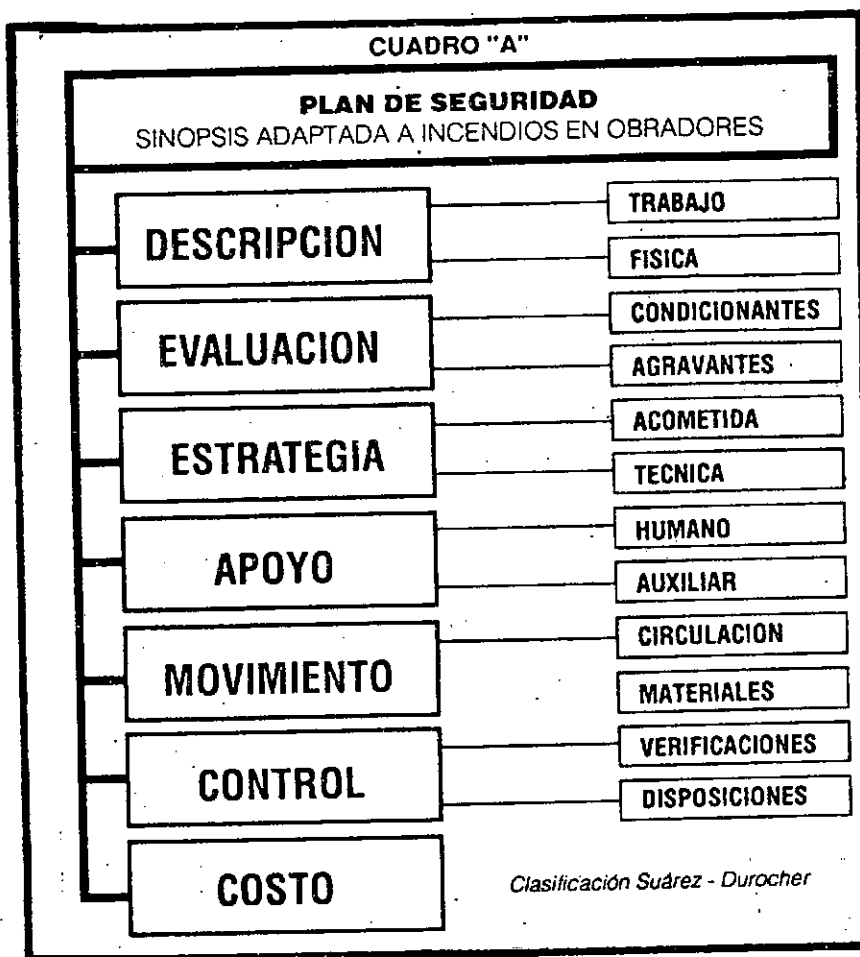 CUADRO "A"
PLAN DE SEGURIDAD
SINOPSIS ADAPTADA A INCENDIOS EN OBRADORES
DESCRIPCION
TRABAJO
FISICA
EVALUACION
CONDICIONANTES
AGRAVANTES
ESTRATEGIA
ACOMETIDA
TECNICA
APOYO
HUMANO
AUXILIAR
MOVIMIENTO
CIRCULACION
MATERIALES
CONTROL
VERIFICACIONES
DISPOSICIONES
COSTO
Clasificación Suárez - Durocher